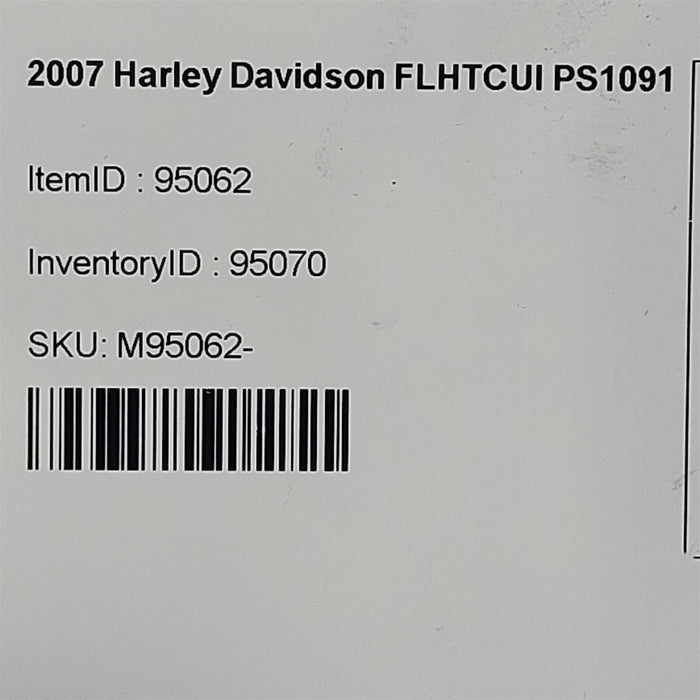 2007 Harley Davidson FLHTCUI PS1091
ItemID : 95062
InventoryID : 95070
SKU: M95062-